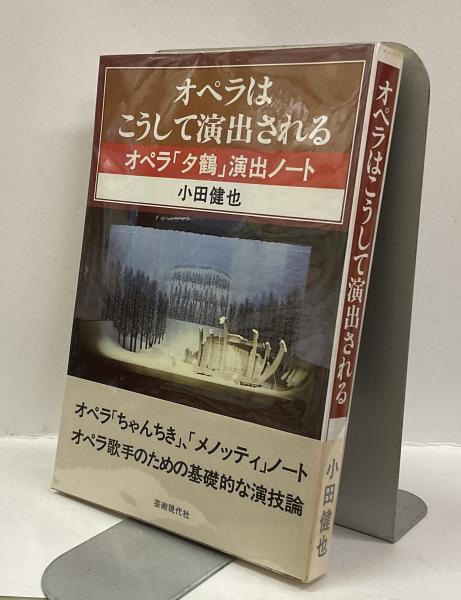 オペラは
こうして演出される
オペラ「夕鶴」演出ノート
小田健也
オペラ「ちゃんちき」、「メノッティ」ノート
オペラ歌手のための基礎的な演技論
芸術現代社
オペラはこうして演出される
小田健也